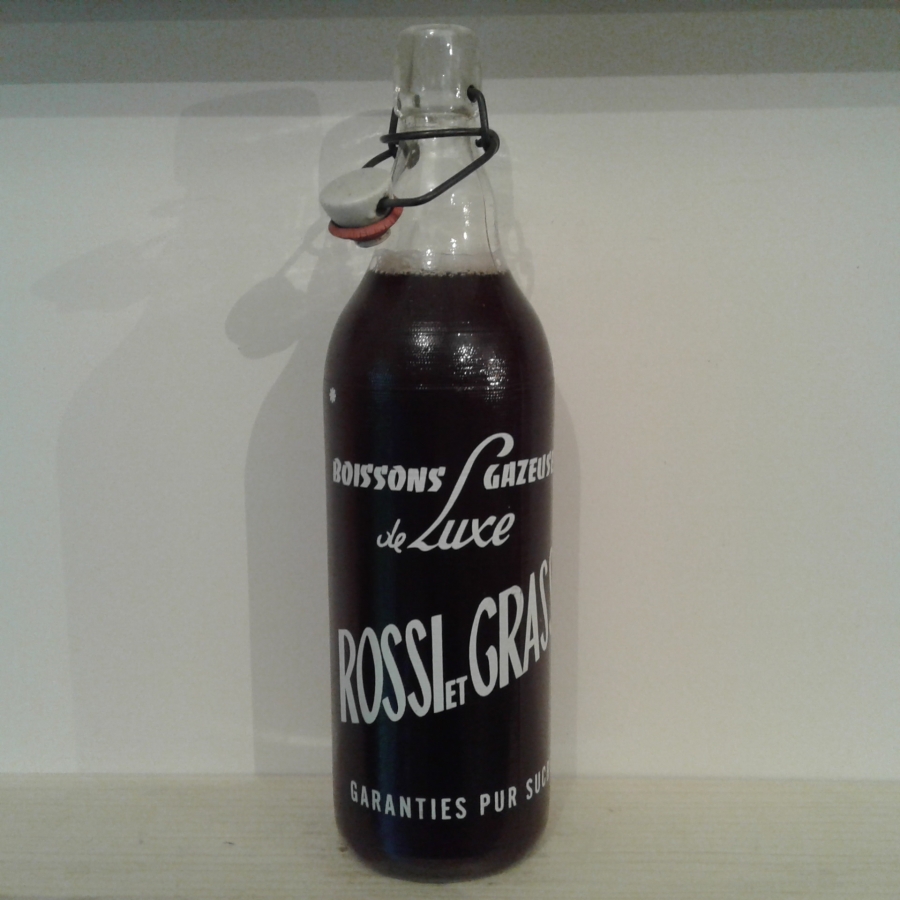 BOISSONS GAZEUS
de Luxe
ROSSI ET GRAS
GARANTIES PUR SUC